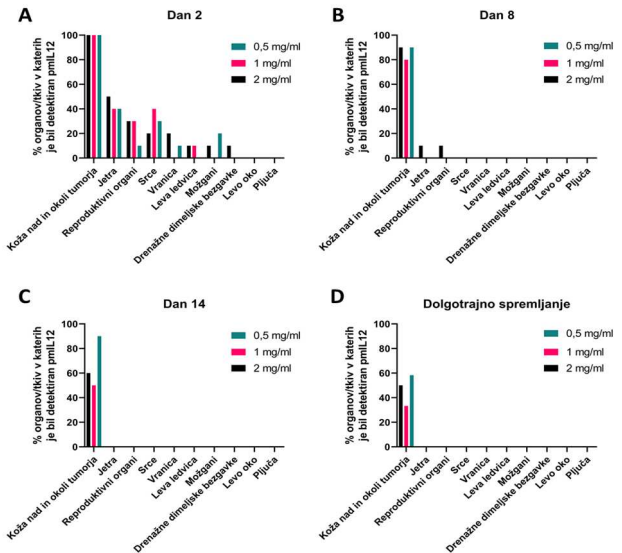 A
Dan 2
% organov/tkiv v katerih
je bil detektiran pmIL12
100
80
60
40
20
0
0,5 mg/ml
1 mg/ml
2 mg/ml
Koža nad in okoli tumorja
Jetra
Reproduktivni organi
Srce
Vranica
Leva ledvica
Možgani
Drenažne dimeljske bezgavke
Levo oko
Pljuča
B
Dan 8
% organov/tkiv v katerih
je bil detektiran pmIL12
100
80
60
40
20
0
0,5 mg/ml
1 mg/ml
2 mg/ml
Koža nad in okoli tumorja
Jetra
Reproduktivni organi
Srce
Vranica
Leva ledvica
Možgani
Drenažne dimeljske bezgavke
Levo oko
Pljuča
C
Dan 14
% organov/tkiv v katerih
je bil detektiran pmIL12
100
80
60
40
20
0
0,5 mg/ml
1 mg/ml
2 mg/ml
Koža nad in okoli tumorja
Jetra
Reproduktivni organi
Srce
Vranica
Leva ledvica
Možgani
Drenažne dimeljske bezgavke
Levo oko
Pljuča
D
Dolgotrajno spremljanje
% organov/tkiv v katerih
je bil detektiran pmIL12
100
80
60
40
20
0
0,5 mg/ml
1 mg/ml
2 mg/ml
Koža nad in okoli tumorja
Jetra
Reproduktivni organi
Srce
Vranica
Leva ledvica
Možgani
Drenažne dimeljske bezgavke
Levo oko
Pljuča